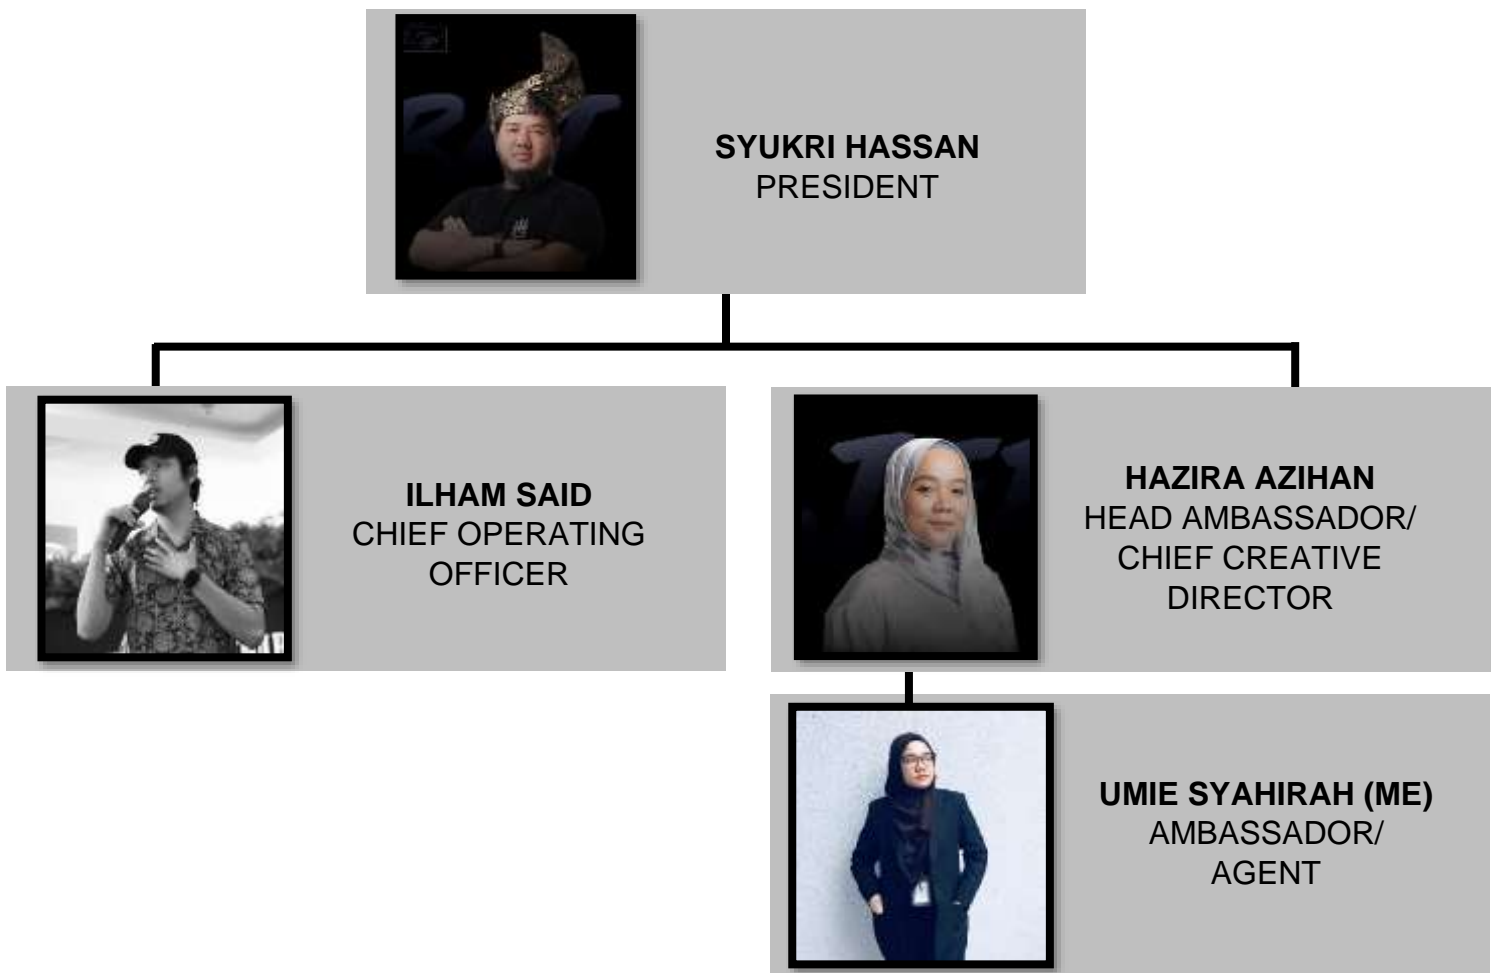 SYUKRI HASSAN
PRESIDENT
ILHAM SAID
CHIEF OPERATING
OFFICER
HAZIRA AZIHAN
HEAD AMBASSADOR/
CHIEF CREATIVE
DIRECTOR
UMIE SYAHIRAH (ME)
AMBASSADOR/
AGENT